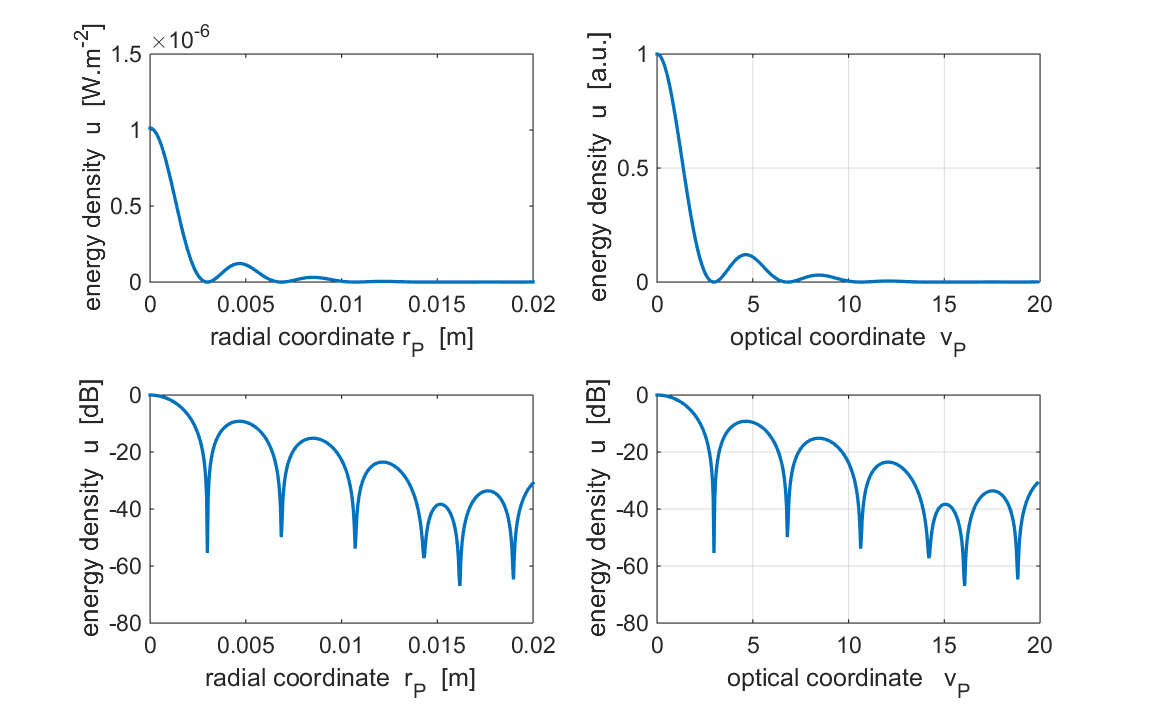 ×10⁻⁶
energy density u [W.m⁻²]
1.5
1
0.5
0
0 0.005 0.01 0.015 0.02
radial coordinate r_P [m]
energy density u [a.u.]
1
0.5
0
0 5 10 15 20
optical coordinate v_P
energy density u [dB]
0
-20
-40
-60
-80
0 0.005 0.01 0.015 0.02
radial coordinate r_P [m]
energy density u [dB]
0
-20
-40
-60
-80
0 5 10 15 20
optical coordinate v_P